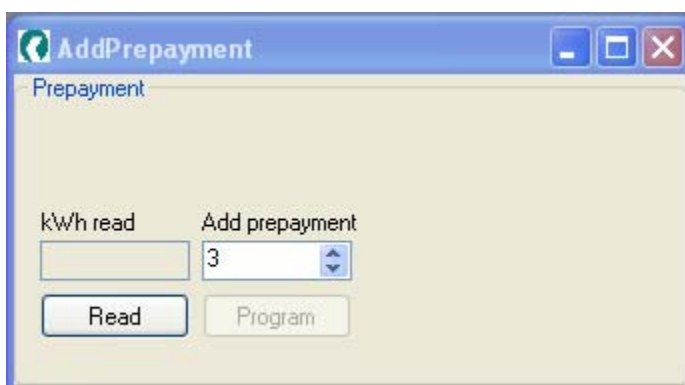 AddPrepayment
Prepayment
kWh read Add prepayment
3
Read Program